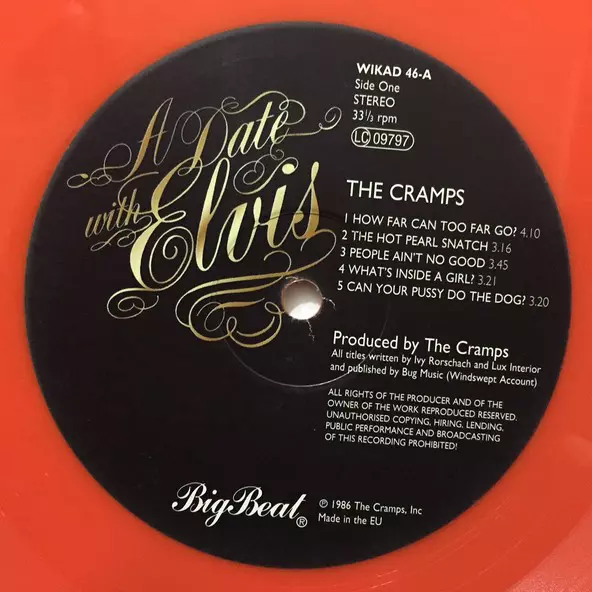 A Date
with Elvis
WIKAD 46-A
Side One
STEREO
33⅓ rpm
LC 09797
THE CRAMPS
1 HOW FAR CAN TOO FAR GO? 4.10
2 THE HOT PEARL SNATCH 3.16
3 PEOPLE AIN'T NO GOOD 3.45
4 WHAT'S INSIDE A GIRL? 3.21
5 CAN YOUR PUSSY DO THE DOG? 3.20
Produced by The Cramps
All titles written by Ivy Rorschach and Lux Interior
and published by Bug Music (Windswept Account)
ALL RIGHTS OF THE PRODUCER AND OF THE
OWNER OF THE WORK REPRODUCED RESERVED.
UNAUTHORISED COPYING, HIRING, LENDING,
PUBLIC PERFORMANCE AND BROADCASTING
OF THIS RECORDING PROHIBITED!
Big Beat®
℗ 1986 The Cramps, Inc
Made in the EU